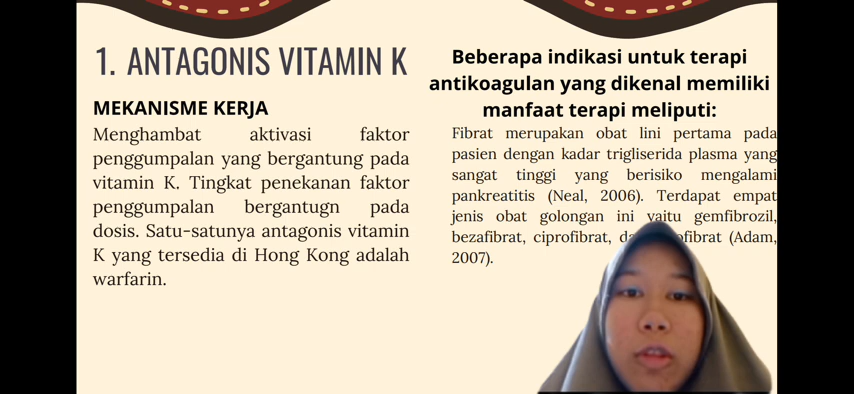 1. ANTAGONIS VITAMIN K
MEKANISME KERJA
Menghambat aktivasi faktor
penggumpalan yang bergantung pada
vitamin K. Tingkat penekanan faktor
penggumpalan bergantugn pada
dosis. Satu-satunya antagonis vitamin
K yang tersedia di Hong Kong adalah
warfarin.
Beberapa indikasi untuk terapi
antikoagulan yang dikenal memiliki
manfaat terapi meliputi:
Fibrat merupakan obat lini pertama pada
pasien dengan kadar trigliserida plasma yang
sangat tinggi yang berisiko mengalami
pankreatitis (Neal, 2006). Terdapat empat
jenis obat golongan ini yaitu gemfibrozil,
bezafibrat, ciprofibrat, (Adam,
2007).